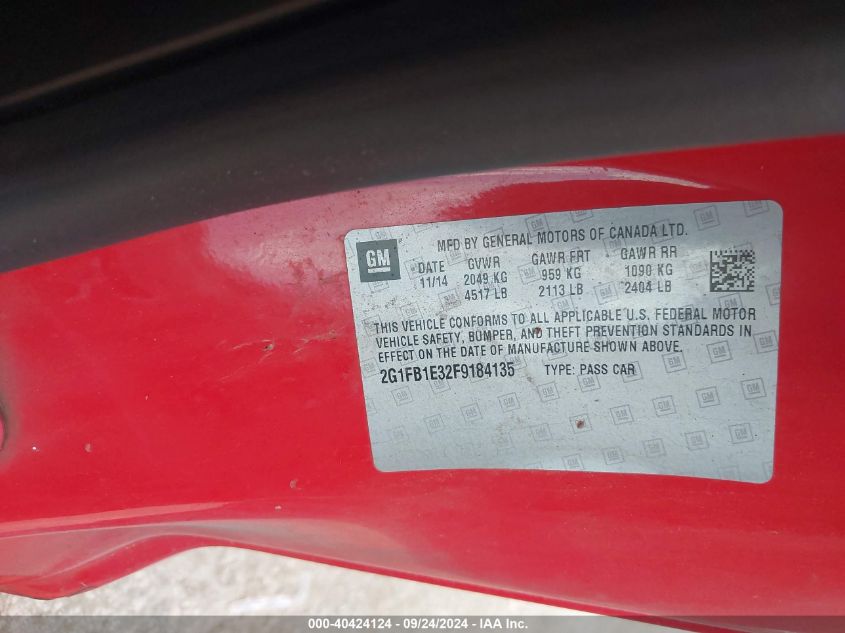 GM
MFD BY GENERAL MOTORS OF CANADA LTD.
DATE GVWR GAWR FRT GAWR RR
11/14 2049 KG 959 KG 1090 KG
4517 LB 2113 LB 2404 LB
THIS VEHICLE CONFORMS TO ALL APPLICABLE U.S. FEDERAL MOTOR
VEHICLE SAFETY, BUMPER, AND THEFT PREVENTION STANDARDS IN
EFFECT ON THE DATE OF MANUFACTURE SHOWN ABOVE.
2G1FB1E32F9184135 TYPE: PASS CAR
000-40424124 - 09/24/2024 - IAAI.COM